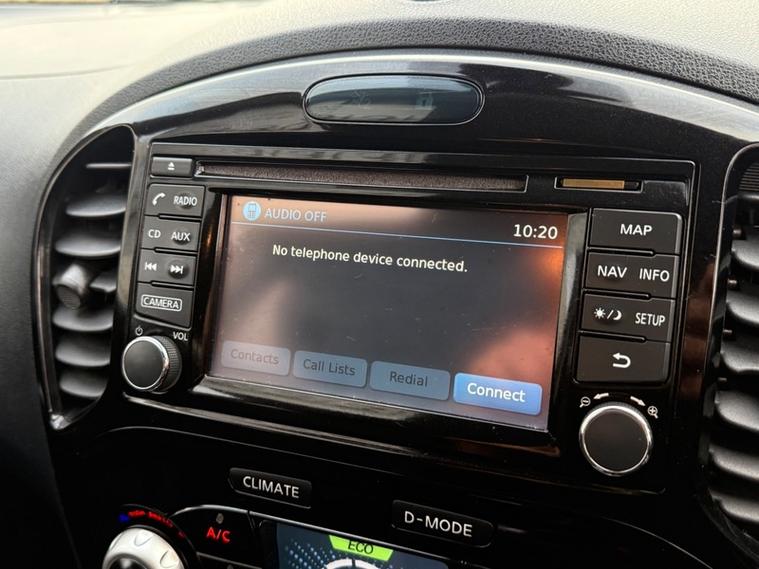 AUDIO OFF
10:20
No telephone device connected.
Contacts
Call Lists
Redial
Connect
RADIO
CD AUX
CAMERA
VOL
MAP
NAV INFO
SETUP
CLIMATE
D-MODE
A/C
ECO